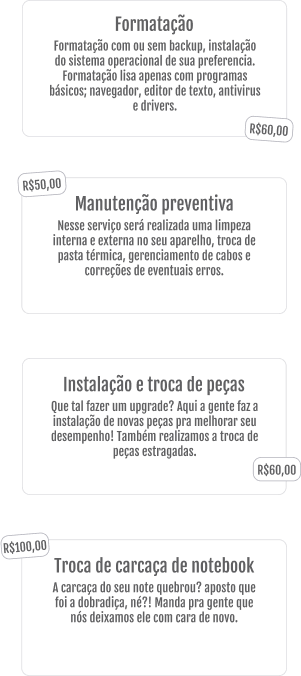 Formatação
Formatação com ou sem backup, instalação
do sistema operacional de sua preferencia.
Formatação lisa apenas com programas
básicos; navegador, editor de texto, antivirus
e drivers.
R$60,00
R$50,00
Manutenção preventiva
Nesse serviço será realizada uma limpeza
interna e externa no seu aparelho, troca de
pasta térmica, gerenciamento de cabos e
correções de eventuais erros.
Instalação e troca de peças
Que tal fazer um upgrade? Aqui a gente faz a
instalação de novas peças pra melhorar seu
desempenho! Também realizamos a troca de
peças estragadas.
R$60,00
R$100,00
Troca de carcaça de notebook
A carcaça do seu note quebrou? aposto que
foi a dobradiça, né?! Manda pra gente que
nós deixamos ele com cara de novo.